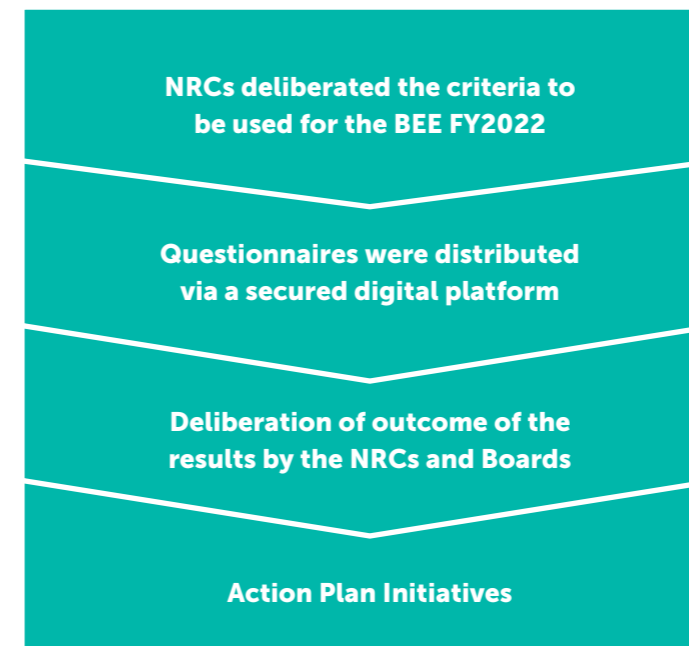 NRCs deliberated the criteria to
be used for the BEE FY2022
Questionnaires were distributed
via a secured digital platform
Deliberation of outcome of the
results by the NRCs and Boards
Action Plan Initiatives